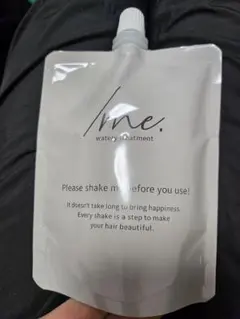 /me.
watery treatment
Please shake me before you use!
it doesn't take long to bring happiness.
Every shake is a step to make
your hair beautiful.